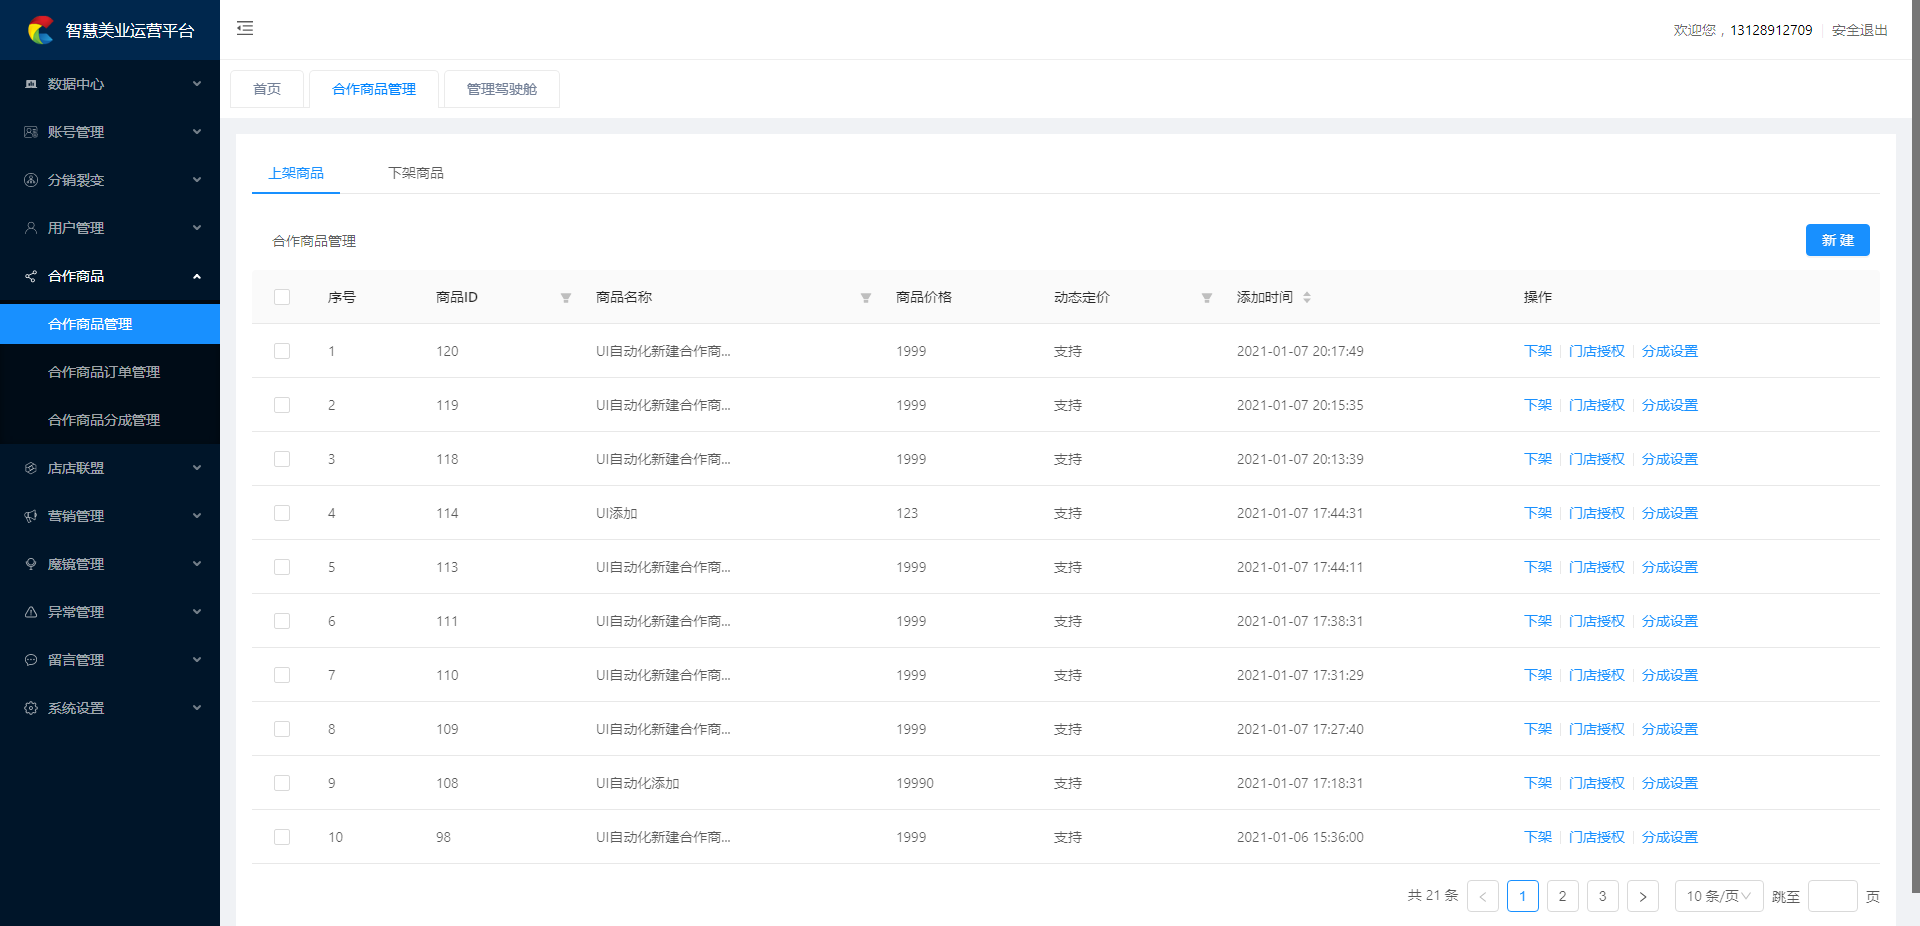 智慧美业运营平台
欢迎您，13128912709 安全退出
首页 合作商品管理 管理驾驶舱
数据中心
账号管理
分销裂变
用户管理
合作商品
合作商品管理
合作商品订单管理
合作商品分成管理
店店联盟
营销管理
魔镜管理
异常管理
留言管理
系统设置
上架商品 下架商品
合作商品管理 新 建
序号 商品ID 商品名称 商品价格 动态定价 添加时间 操作
1 120 UI自动化新建合作商... 1999 支持 2021-01-07 20:17:49 下架 门店授权 分成设置
2 119 UI自动化新建合作商... 1999 支持 2021-01-07 20:15:35 下架 门店授权 分成设置
3 118 UI自动化新建合作商... 1999 支持 2021-01-07 20:13:39 下架 门店授权 分成设置
4 114 UI添加 123 支持 2021-01-07 17:44:31 下架 门店授权 分成设置
5 113 UI自动化新建合作商... 1999 支持 2021-01-07 17:44:11 下架 门店授权 分成设置
6 111 UI自动化新建合作商... 1999 支持 2021-01-07 17:38:31 下架 门店授权 分成设置
7 110 UI自动化新建合作商... 1999 支持 2021-01-07 17:31:29 下架 门店授权 分成设置
8 109 UI自动化新建合作商... 1999 支持 2021-01-07 17:27:40 下架 门店授权 分成设置
9 108 UI自动化添加 19990 支持 2021-01-07 17:18:31 下架 门店授权 分成设置
10 98 UI自动化新建合作商... 1999 支持 2021-01-06 15:36:00 下架 门店授权 分成设置
共 21 条 < 1 2 3 > 10 条/页 跳至 页